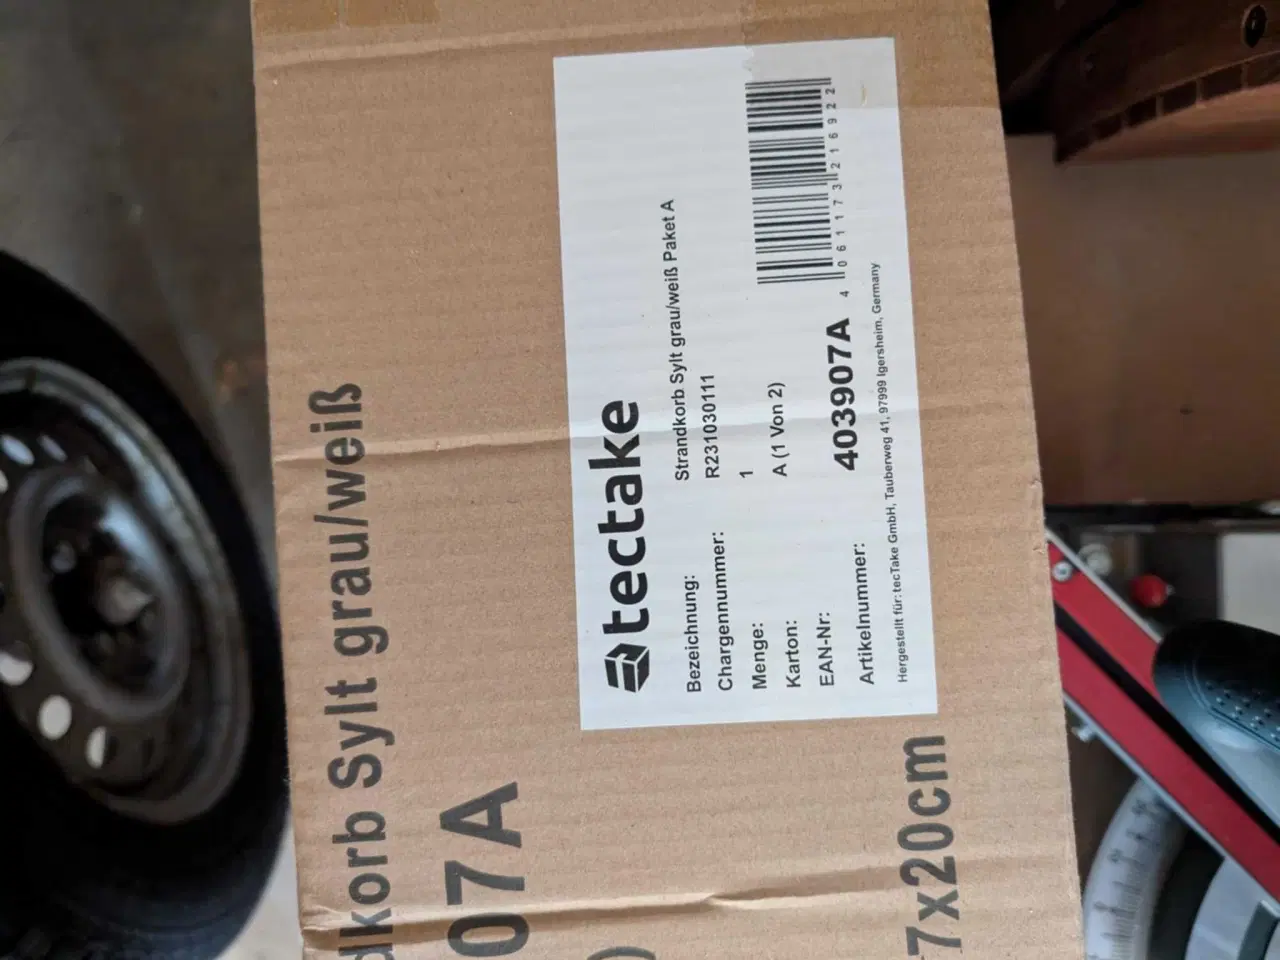 dkorb Sylt grau/weiß
07A
)
7x20cm
tectake
Bezeichnung: Strandkorb Sylt grau/weiß Paket A
Chargennummer: R231030111
Menge: 1
Karton: A (1 Von 2)
EAN-Nr:
4 061173 216922
Artikelnummer: 403907A
Hergestellt für: tecTake GmbH, Tauberweg 41, 97999 Igersheim, Germany